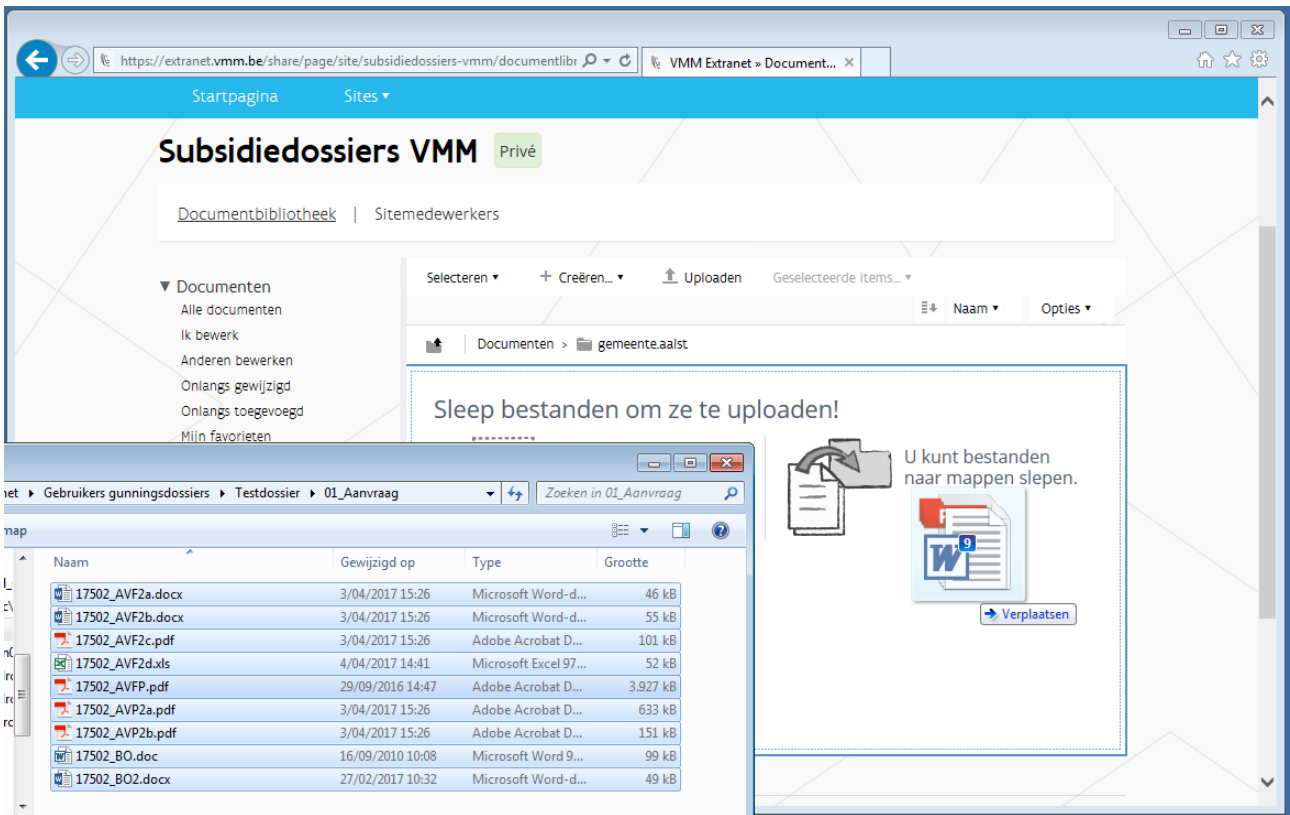 https://extranet.vmm.be/share/page/site/subsidiedossiers-vmm/documentlibr
VMM Extranet » Document...
Startpagina Sites
Subsidiedossiers VMM Privé
Documentbibliotheek | Sitemedewerkers
Documenten
Alle documenten
Ik bewerk
Anderen bewerken
Onlangs gewijzigd
Onlangs toegevoegd
Mijn favorieten
Selecteren + Creëren... Uploaden Geselecteerde items...
Naam Opties
Documenten > gemeente.aalst
Sleep bestanden om ze te uploaden!
U kunt bestanden
naar mappen slepen.
9
Verplaatsen
Gebruikers gunningsdossiers Testdossier 01_Aanvraag Zoeken in 01_Aanvraag
map
Naam Gewijzigd op Type Grootte
17502_AVF2a.docx 3/04/2017 15:26 Microsoft Word-d... 46 kB
17502_AVF2b.docx 3/04/2017 15:26 Microsoft Word-d... 55 kB
17502_AVF2c.pdf 3/04/2017 15:26 Adobe Acrobat D... 101 kB
17502_AVF2d.xls 4/04/2017 14:41 Microsoft Excel 97... 52 kB
17502_AVFP.pdf 29/09/2016 14:47 Adobe Acrobat D... 3.927 kB
17502_AVP2a.pdf 3/04/2017 15:26 Adobe Acrobat D... 633 kB
17502_AVP2b.pdf 3/04/2017 15:26 Adobe Acrobat D... 151 kB
17502_BO.doc 16/09/2010 10:08 Microsoft Word 9... 99 kB
17502_BO2.docx 27/02/2017 10:32 Microsoft Word-d... 49 kB